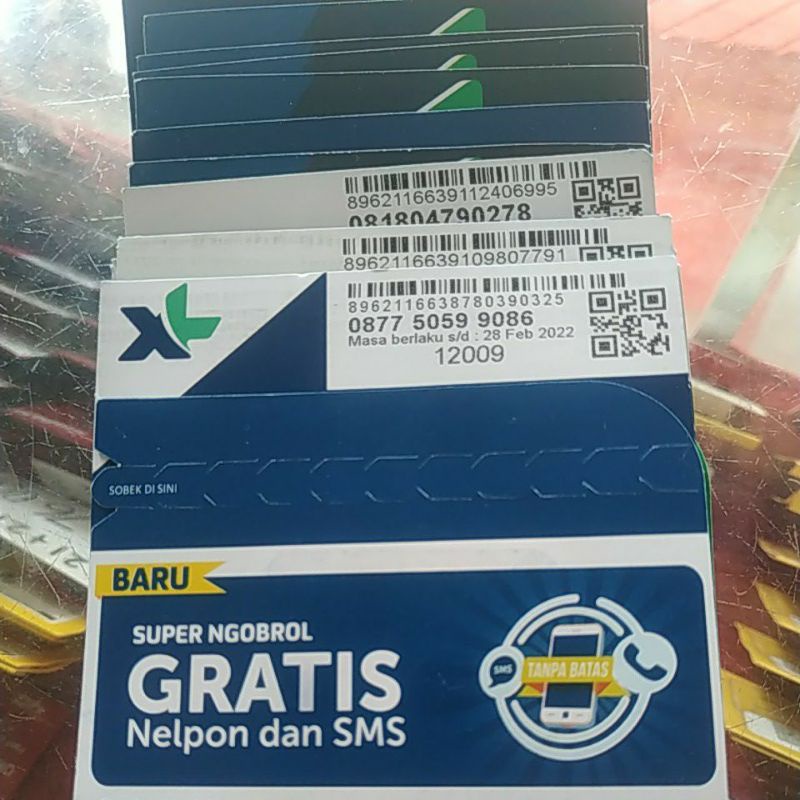 8962116639112406995
081804790278
8962116639109807791
XL
8962116638780390325
0877 5059 9086
Masa berlaku s/d : 28 Feb 2022
12009
SOBEK DI SINI
BARU
SUPER NGOBROL
GRATIS
Nelpon dan SMS
SMS
TANPA BATAS